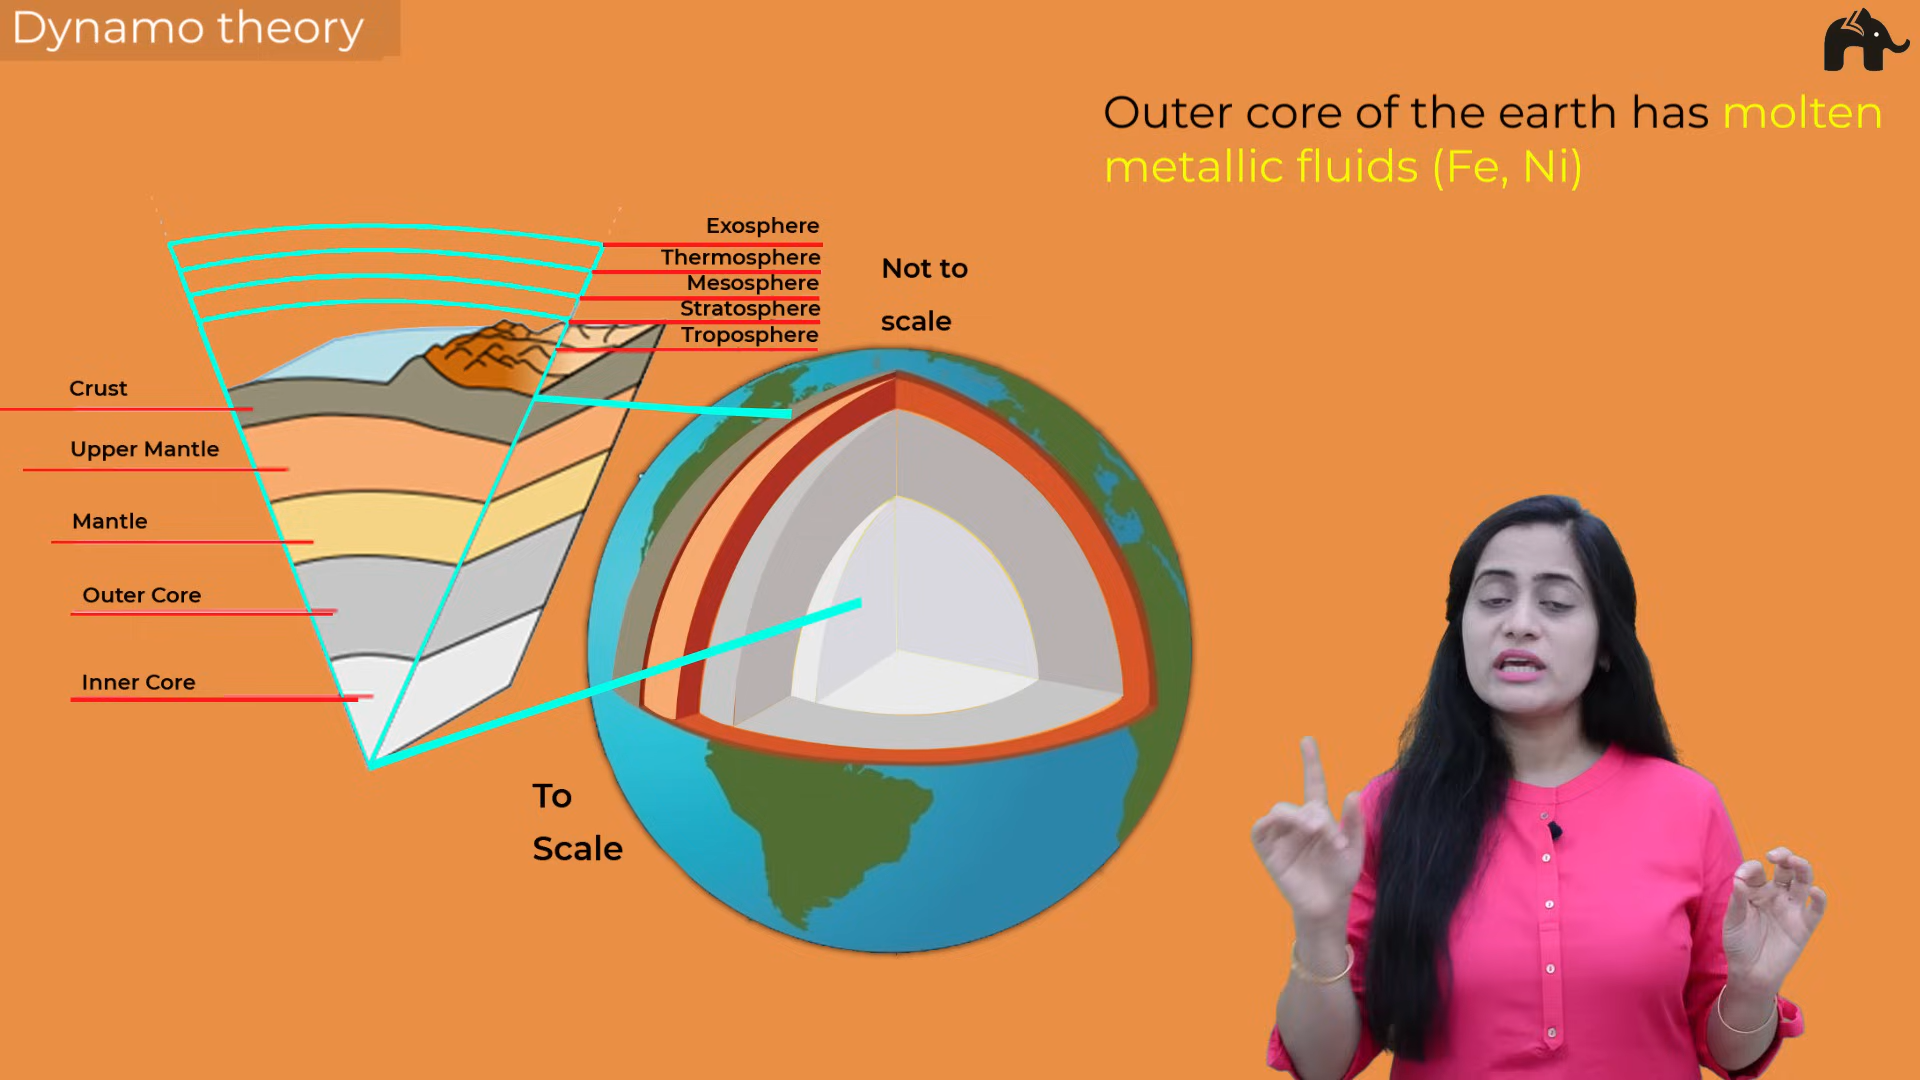 Dynamo theory
Outer core of the earth has molten
metallic fluids (Fe, Ni)
Exosphere
Thermosphere
Mesosphere
Stratosphere
Troposphere
Not to
scale
Crust
Upper Mantle
Mantle
Outer Core
Inner Core
To
Scale